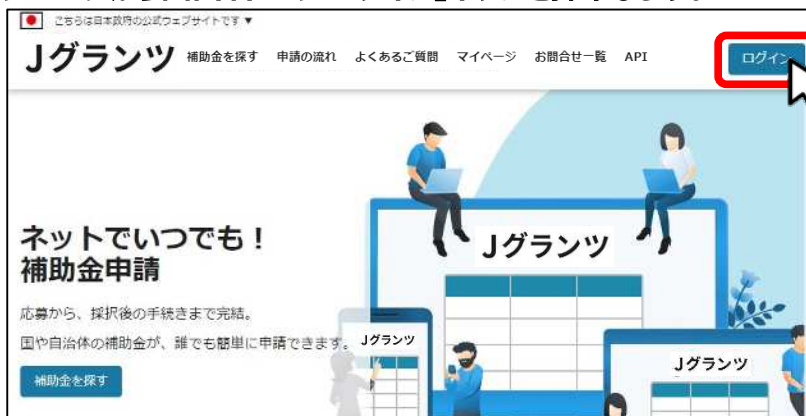 こちらは日本政府の公式ウェブサイトです ▼
Jグランツ 補助金を探す 申請の流れ よくあるご質問 マイページ お問合せ一覧 API ログイン
ネットでいつでも！
補助金申請
応募から、採択後の手続きまで完結。
国や自治体の補助金が、誰でも簡単に申請できます。
補助金を探す
Jグランツ
Jグランツ
Jグランツ